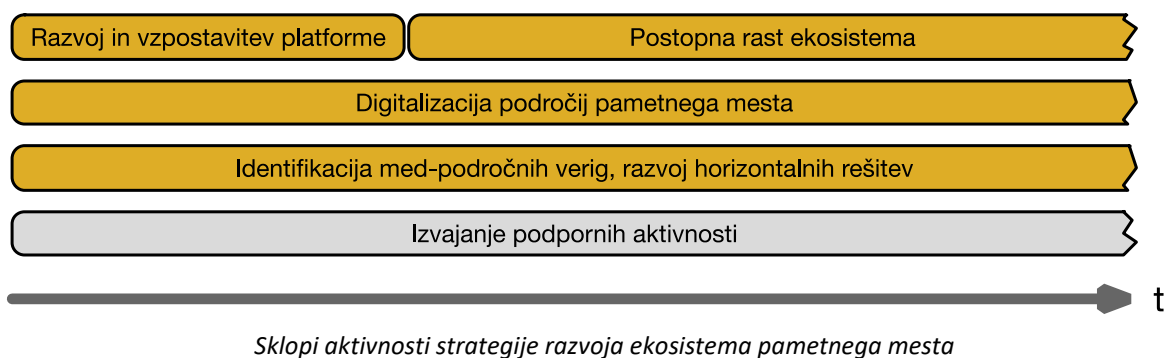 Razvoj in vzpostavitev platforme
Postopna rast ekosistema
Digitalizacija področij pametnega mesta
Identifikacija med-področnih verig, razvoj horizontalnih rešitev
Izvajanje podpornih aktivnosti
t
Sklopi aktivnosti strategije razvoja ekosistema pametnega mesta